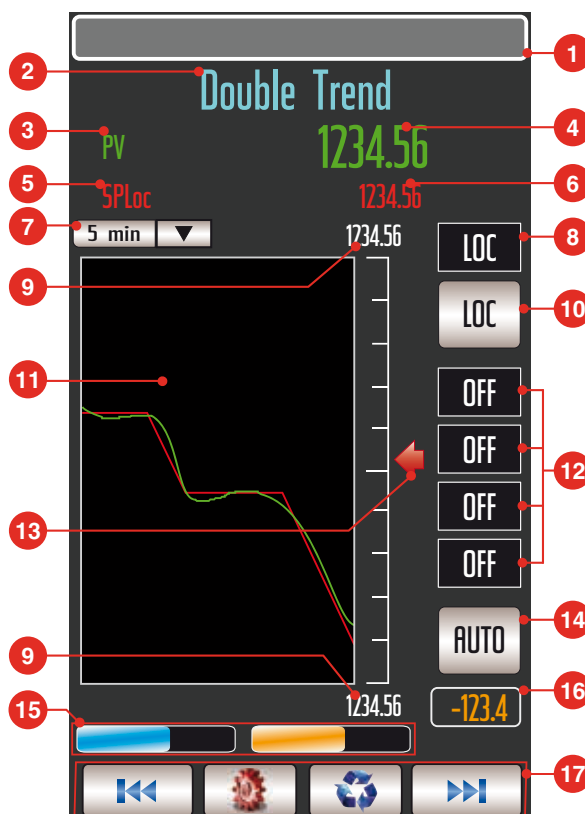 1
2 Double Trend
3 PV 1234.56 4
5 SPLoc 1234.56 6
7 5 min ▼ 1234.56 LOC 8
9
LOC 10
11
OFF
OFF
12
OFF
13
OFF
AUTO 14
9
15 1234.56 -123.4 16
17